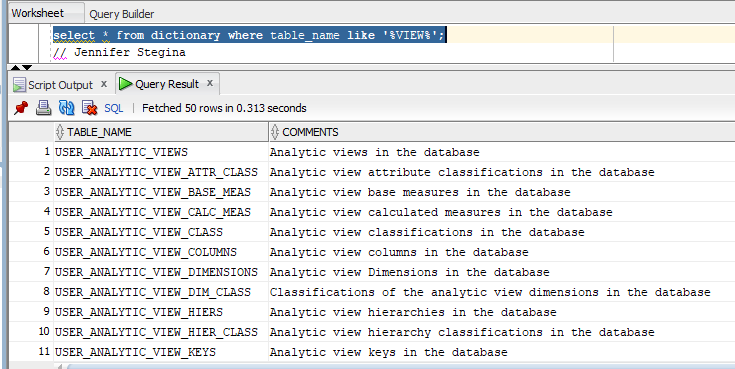 Worksheet Query Builder
select * from dictionary where table_name like '%VIEW%';
// Jennifer Stegina
Script Output x Query Result x
SQL | Fetched 50 rows in 0.313 seconds
TABLE_NAME COMMENTS
1 USER_ANALYTIC_VIEWS Analytic views in the database
2 USER_ANALYTIC_VIEW_ATTR_CLASS Analytic view attribute classifications in the database
3 USER_ANALYTIC_VIEW_BASE_MEAS Analytic view base measures in the database
4 USER_ANALYTIC_VIEW_CALC_MEAS Analytic view calculated measures in the database
5 USER_ANALYTIC_VIEW_CLASS Analytic view classifications in the database
6 USER_ANALYTIC_VIEW_COLUMNS Analytic view columns in the database
7 USER_ANALYTIC_VIEW_DIMENSIONS Analytic view Dimensions in the database
8 USER_ANALYTIC_VIEW_DIM_CLASS Classifications of the analytic view dimensions in the database
9 USER_ANALYTIC_VIEW_HIERS Analytic view hierarchies in the database
10 USER_ANALYTIC_VIEW_HIER_CLASS Analytic view hierarchy classifications in the database
11 USER_ANALYTIC_VIEW_KEYS Analytic view keys in the database